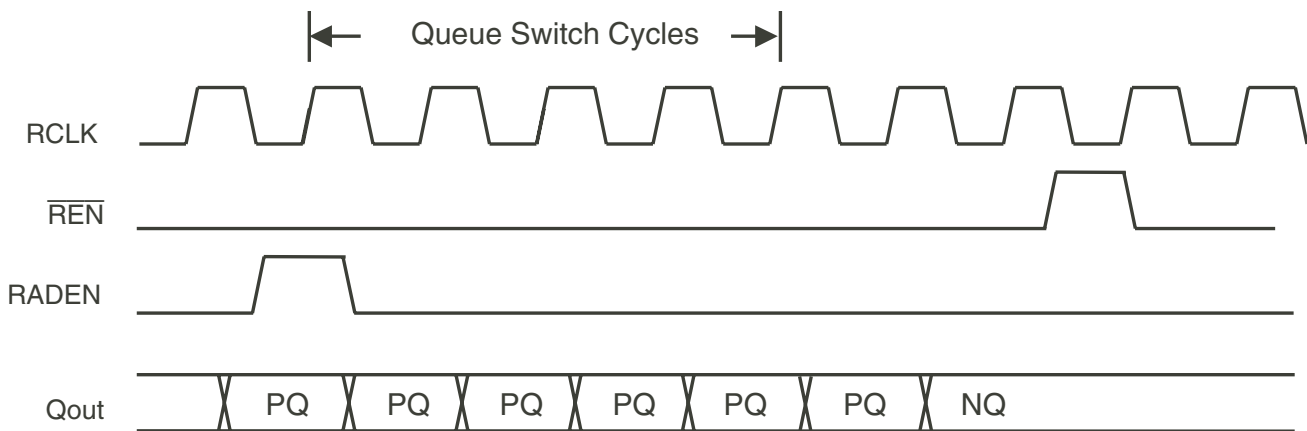 Queue Switch Cycles
RCLK
REN
RADEN
Qout PQ PQ PQ PQ PQ PQ NQ